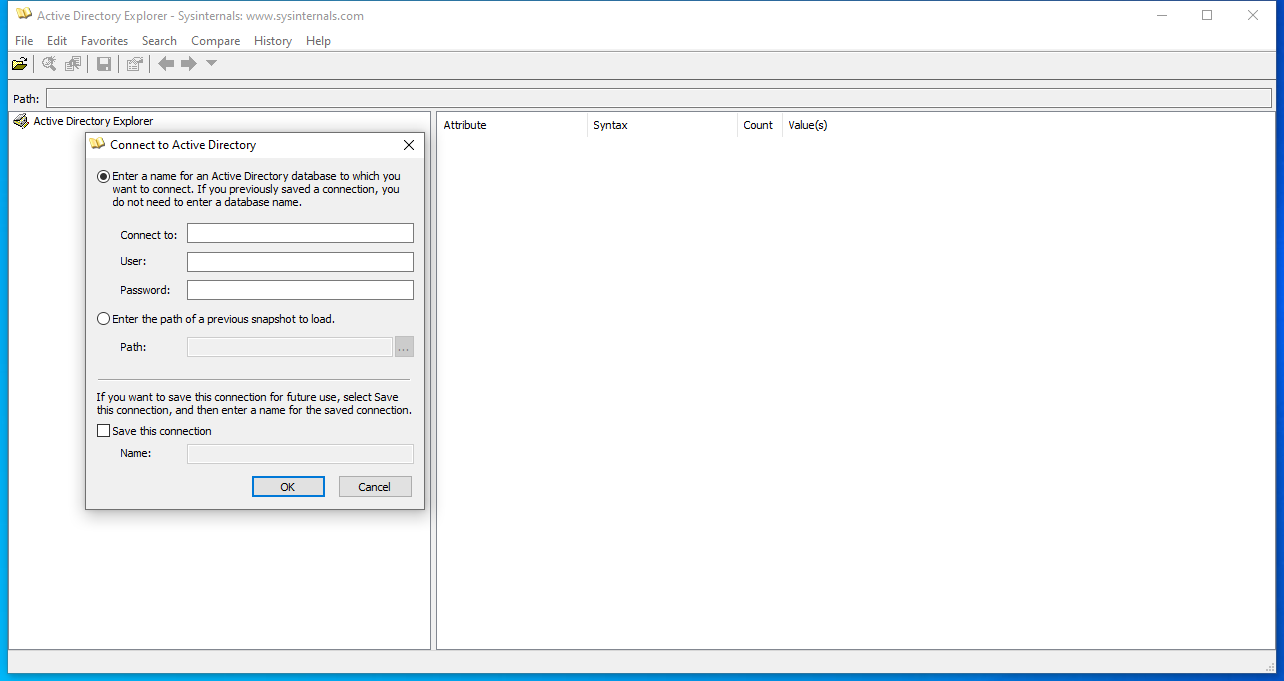 Active Directory Explorer - Sysinternals: www.sysinternals.com
File Edit Favorites Search Compare History Help
Path:
Active Directory Explorer
Attribute Syntax Count Value(s)
Connect to Active Directory
Enter a name for an Active Directory database to which you
want to connect. If you previously saved a connection, you
do not need to enter a database name.
Connect to:
User:
Password:
Enter the path of a previous snapshot to load.
Path:
...
If you want to save this connection for future use, select Save
this connection, and then enter a name for the saved connection.
Save this connection
Name:
OK Cancel